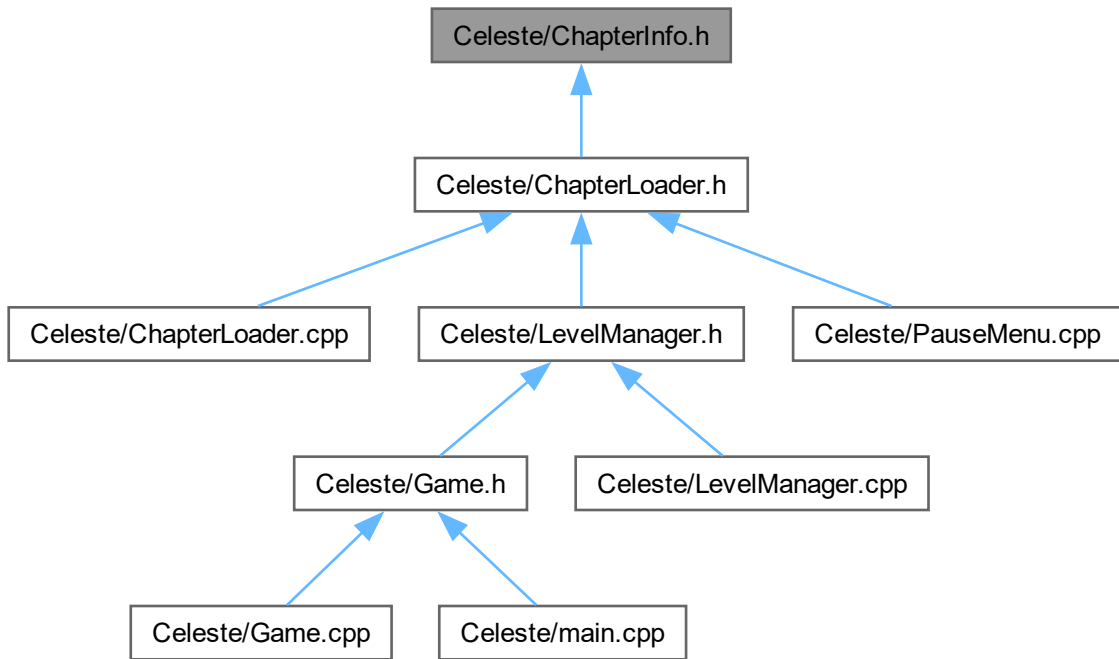 Celeste/ChapterInfo.h
Celeste/ChapterLoader.h
Celeste/ChapterLoader.cpp
Celeste/LevelManager.h
Celeste/PauseMenu.cpp
Celeste/Game.h
Celeste/LevelManager.cpp
Celeste/Game.cpp
Celeste/main.cpp